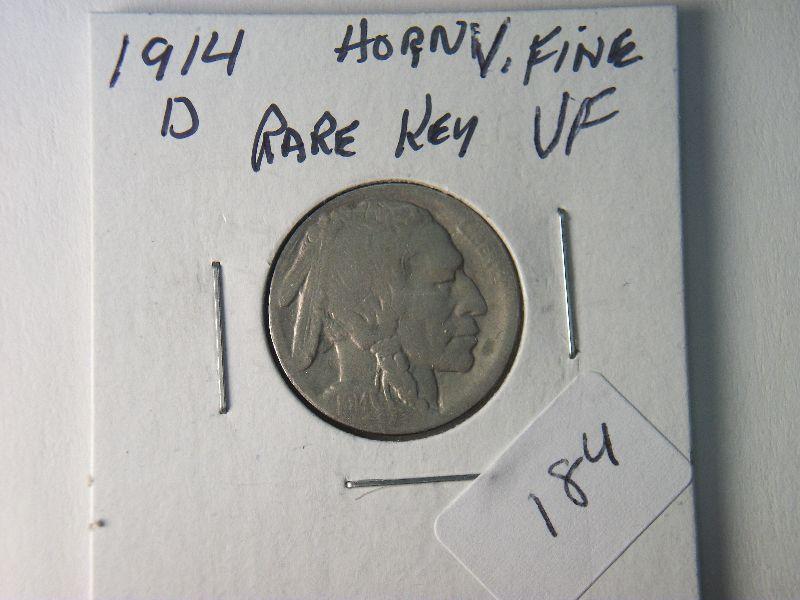 1914 HORN V. FINE
D RARE KEY VF
1914
184